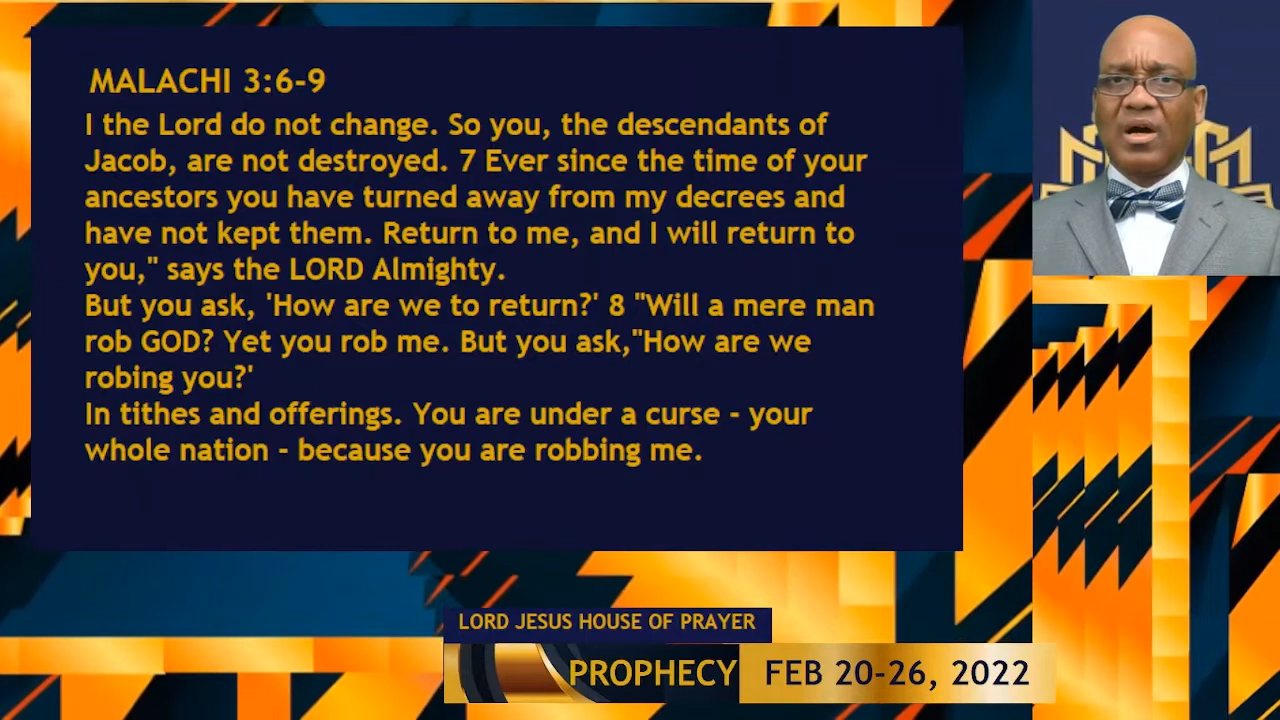 MALACHI 3:6-9
I the Lord do not change. So you, the descendants of
Jacob, are not destroyed. 7 Ever since the time of your
ancestors you have turned away from my decrees and
have not kept them. Return to me, and I will return to
you," says the LORD Almighty.
But you ask, 'How are we to return?' 8 "Will a mere man
rob GOD? Yet you rob me. But you ask,"How are we
robing you?'
In tithes and offerings. You are under a curse - your
whole nation - because you are robbing me.
LORD JESUS HOUSE OF PRAYER
PROPHECY
FEB 20-26, 2022